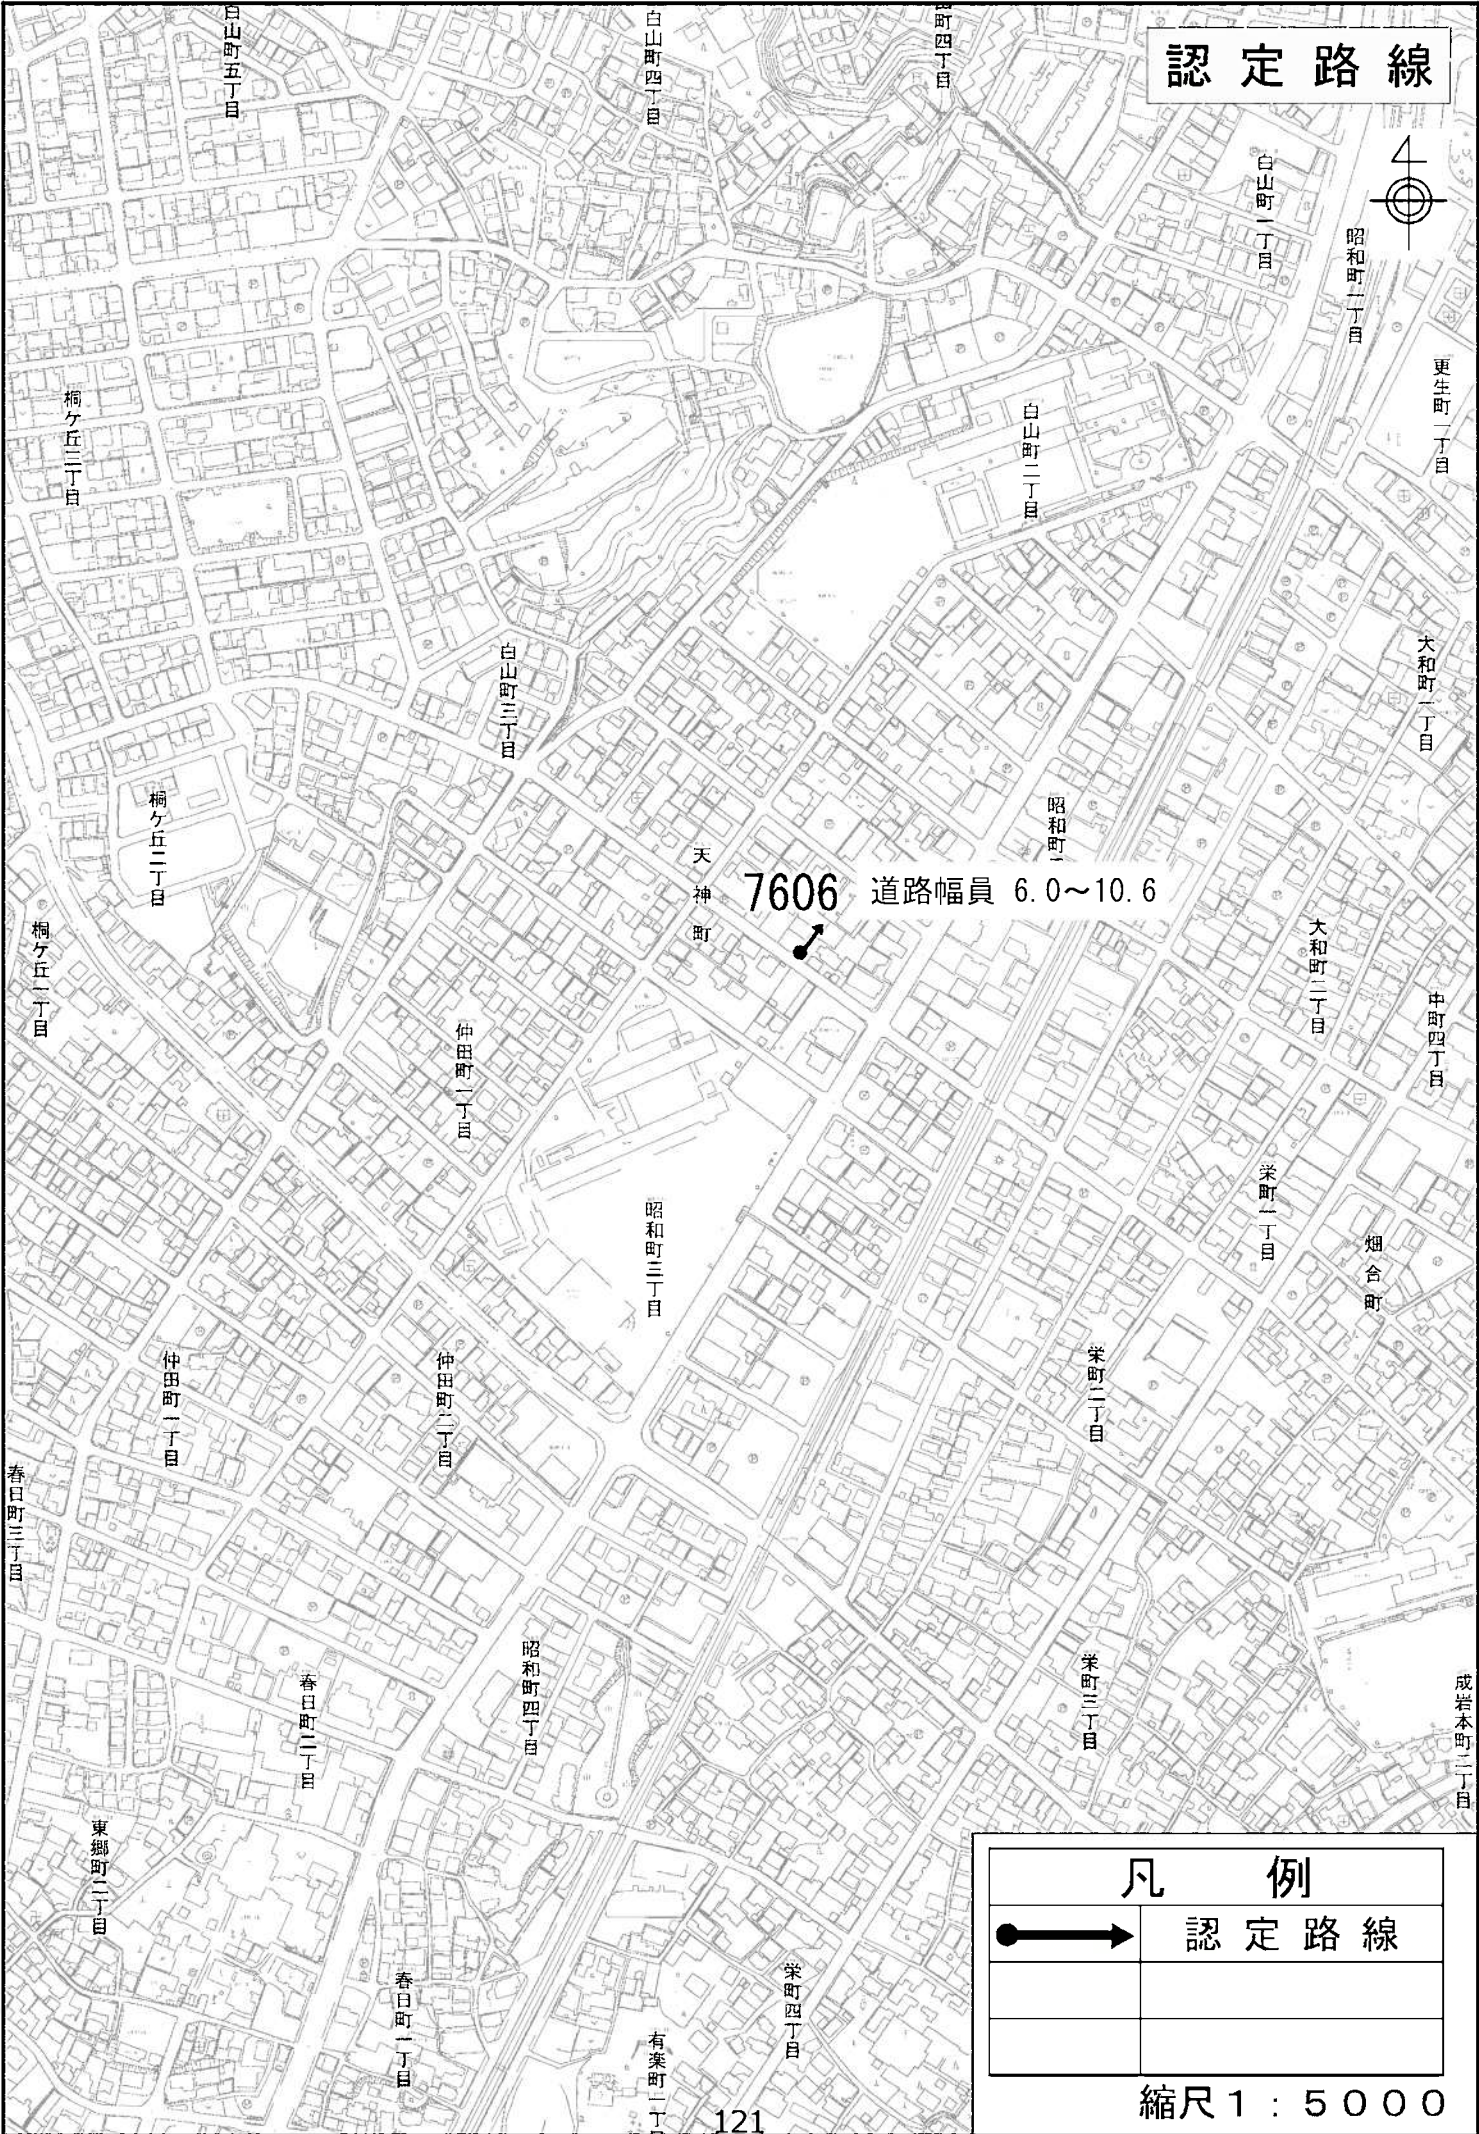 認定路線
白山町五丁目
白山町四丁目
町四丁目
白山町一丁目
昭和町一丁目
更生町一丁目
桐ケ丘三丁目
白山町二丁目
大和町一丁目
白山町三丁目
桐ケ丘二丁目
昭和町
天神町
7606 道路幅員 6.0～10.6
桐ケ丘一丁目
大和町二丁目
中町四丁目
仲田町二丁目
栄町一丁目
昭和町三丁目
畑合町
仲田町一丁目
仲田町二丁目
栄町二丁目
春日町三丁目
昭和町四丁目
栄町三丁目
春日町二丁目
成岩本町二丁目
東郷町二丁目
春日町一丁目
栄町四丁目
有楽町一丁目
凡例
認定路線
縮尺1：5000
121